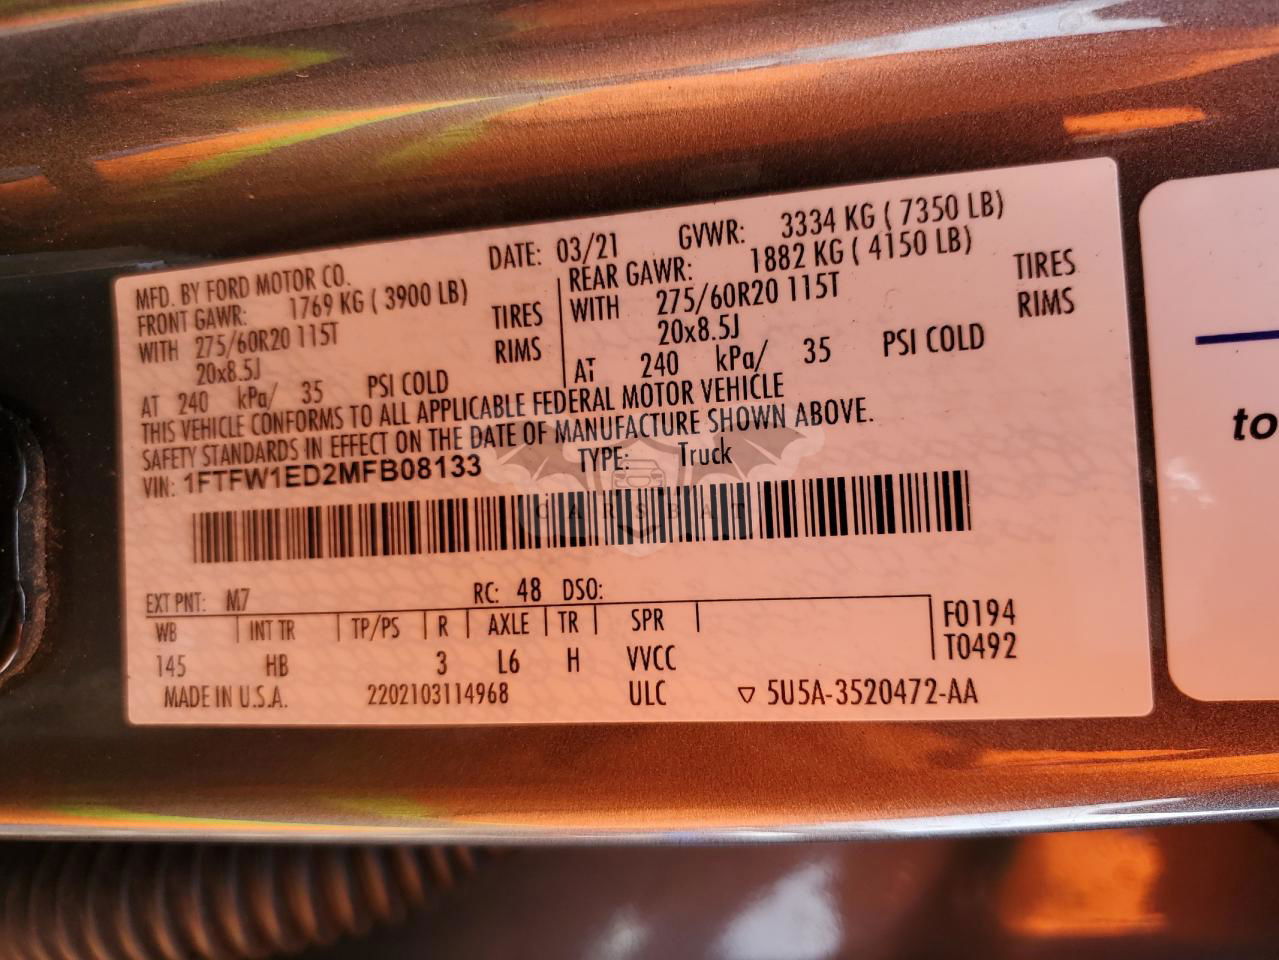 MFD. BY FORD MOTOR CO. DATE: 03/21 GVWR: 3334 KG ( 7350 LB)
FRONT GAWR: 1769 KG ( 3900 LB)
WITH 275/60R20 115T TIRES
20x8.5J RIMS
AT 240 kPa/ 35 PSI COLD
REAR GAWR: 1882 KG ( 4150 LB)
WITH 275/60R20 115T TIRES
20x8.5J RIMS
AT 240 kPa/ 35 PSI COLD
THIS VEHICLE CONFORMS TO ALL APPLICABLE FEDERAL MOTOR VEHICLE
SAFETY STANDARDS IN EFFECT ON THE DATE OF MANUFACTURE SHOWN ABOVE.
VIN: 1FTFW1ED2MFB08133 TYPE: Truck
CARSBAT
EXT PNT: M7 RC: 48 DSO:
WB INT TR TP/PS R AXLE TR SPR F0194
145 HB 3 L6 H VVCC T0492
MADE IN U.S.A. 2202103114968 ULC ▽ 5U5A-3520472-AA
to